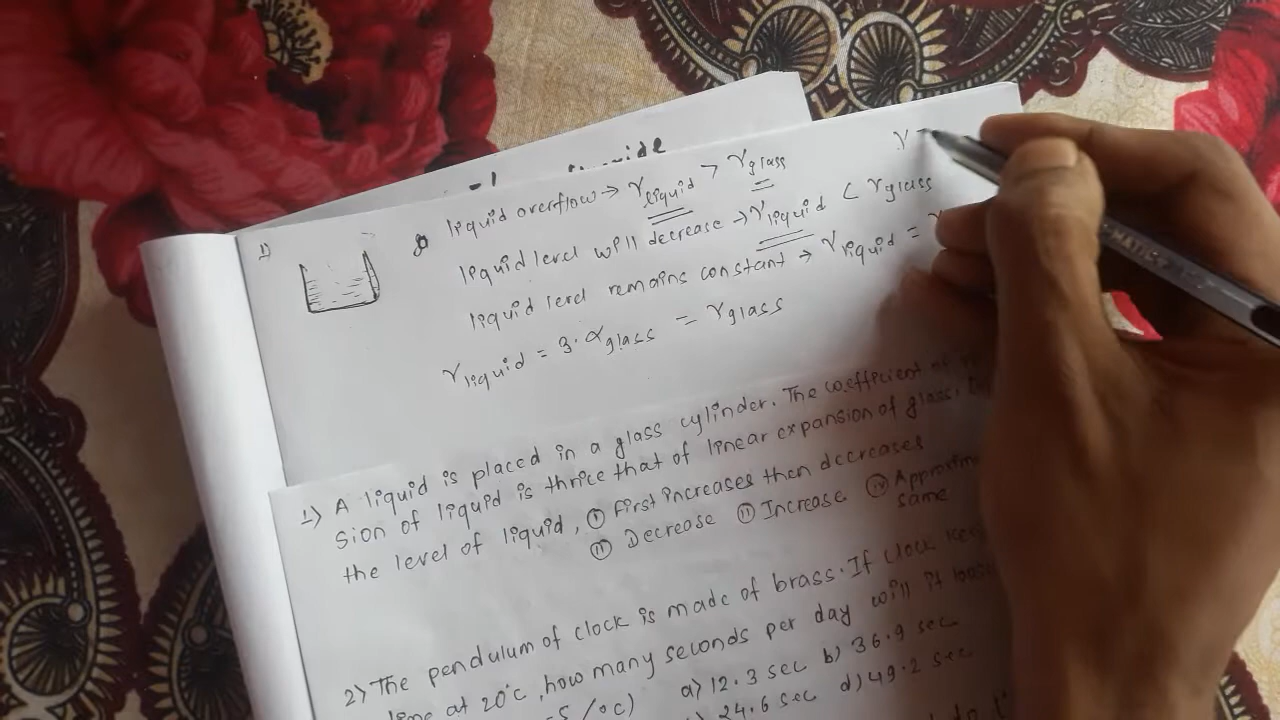 γ =
1)
liquid overflow → γliquid > γglass
liquid level will decrease → γliquid < γglass
liquid level remains constant → γliquid =
γliquid = 3·αglass = γglass
1) A liquid is placed in a glass cylinder. The coefficient of
sion of liquid is thrice that of linear expansion of glass.
the level of liquid, ⓘ First increases then decreases
ⓘⓘ Decrease ⓘⓘⓘ Increase ⓘⓥ Approxim
same
2) The pendulum of clock is made of brass. If clock
time at 20°c, how many seconds per day will it
-5 /°c) a) 12.3 sec b) 36.9 sec
24.6 sec d) 49.2 sec